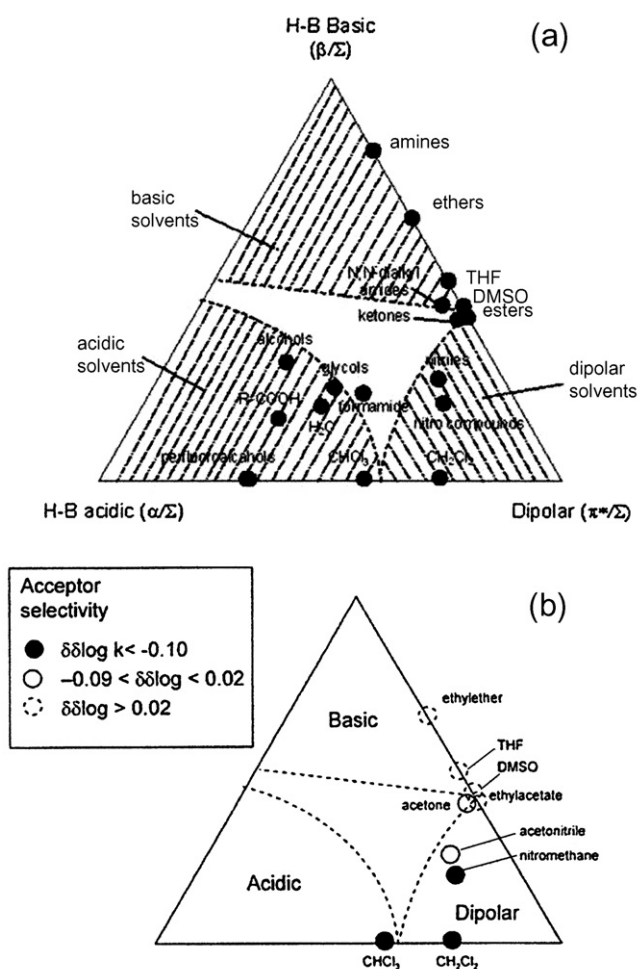 H-B Basic
(β/Σ)
(a)
amines
basic
solvents
ethers
N,N-dialkyl
amides
THF
DMSO
ketones
esters
acidic
solvents
alcohols
glycols
nitriles
dipolar
solvents
formamide
nitro compounds
perfluoroalcohols
CHCl₃
CH₂Cl₂
H-B acidic (α/Σ)
Dipolar (π*/Σ)
Acceptor
selectivity
δδlog k< -0.10
–0.09 < δδlog < 0.02
δδlog > 0.02
(b)
ethylether
Basic
THF
DMSO
ethylacetate
acetone
acetonitrile
nitromethane
Acidic
Dipolar
CHCl₃
CH₂Cl₂